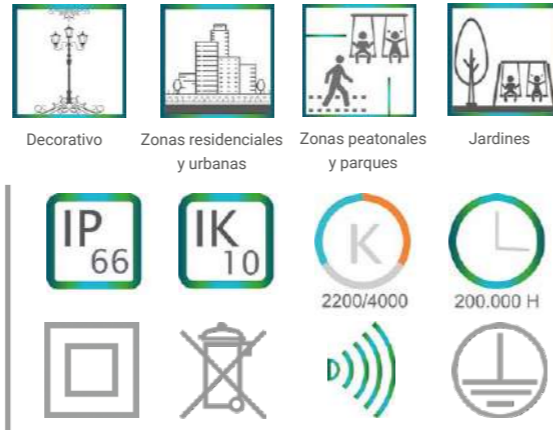 Decorativo
Zonas residenciales
y urbanas
Zonas peatonales
y parques
Jardines
IP
66
IK
10
K
2200/4000
200.000 H